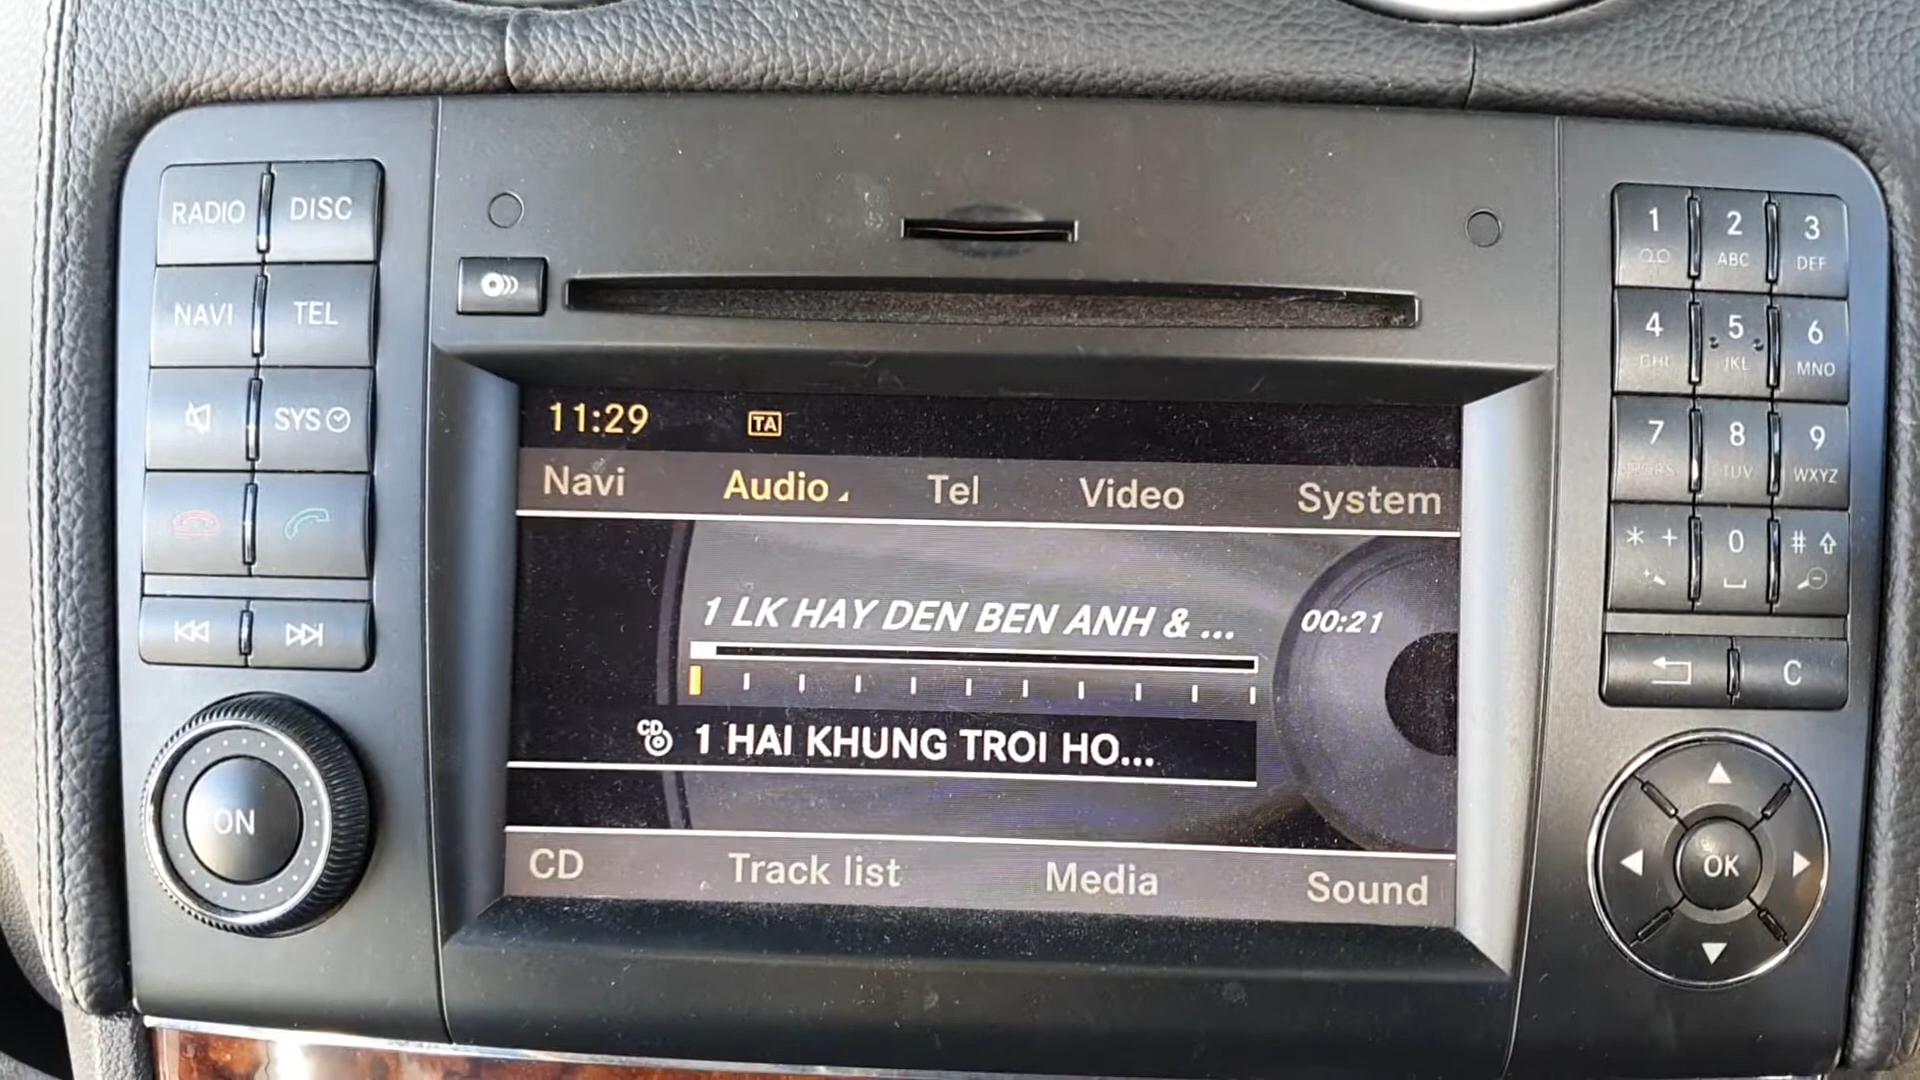 RADIO DISC
NAVI TEL
SYS
ON
11:29 TA
Navi Audio Tel Video System
1 LK HAY DEN BEN ANH & ... 00:21
CD 1 HAI KHUNG TROI HO...
CD Track list Media Sound
1 2 3
ABC DEF
4 5 6
GHI JKL MNO
7 8 9
TUV WXYZ
* + 0 #
C
OK